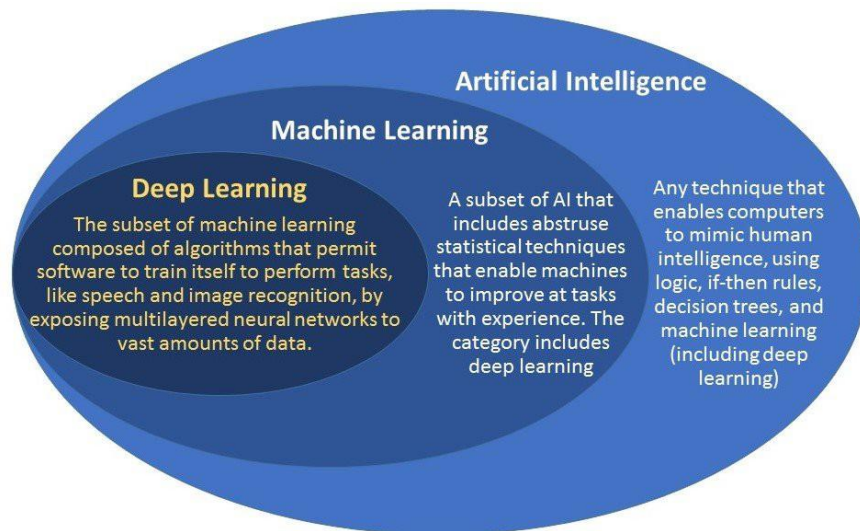 Artificial Intelligence
Any technique that
enables computers
to mimic human
intelligence, using
logic, if-then rules,
decision trees, and
machine learning
(including deep
learning)
Machine Learning
A subset of AI that
includes abstruse
statistical techniques
that enable machines
to improve at tasks
with experience. The
category includes
deep learning
Deep Learning
The subset of machine learning
composed of algorithms that permit
software to train itself to perform tasks,
like speech and image recognition, by
exposing multilayered neural networks to
vast amounts of data.